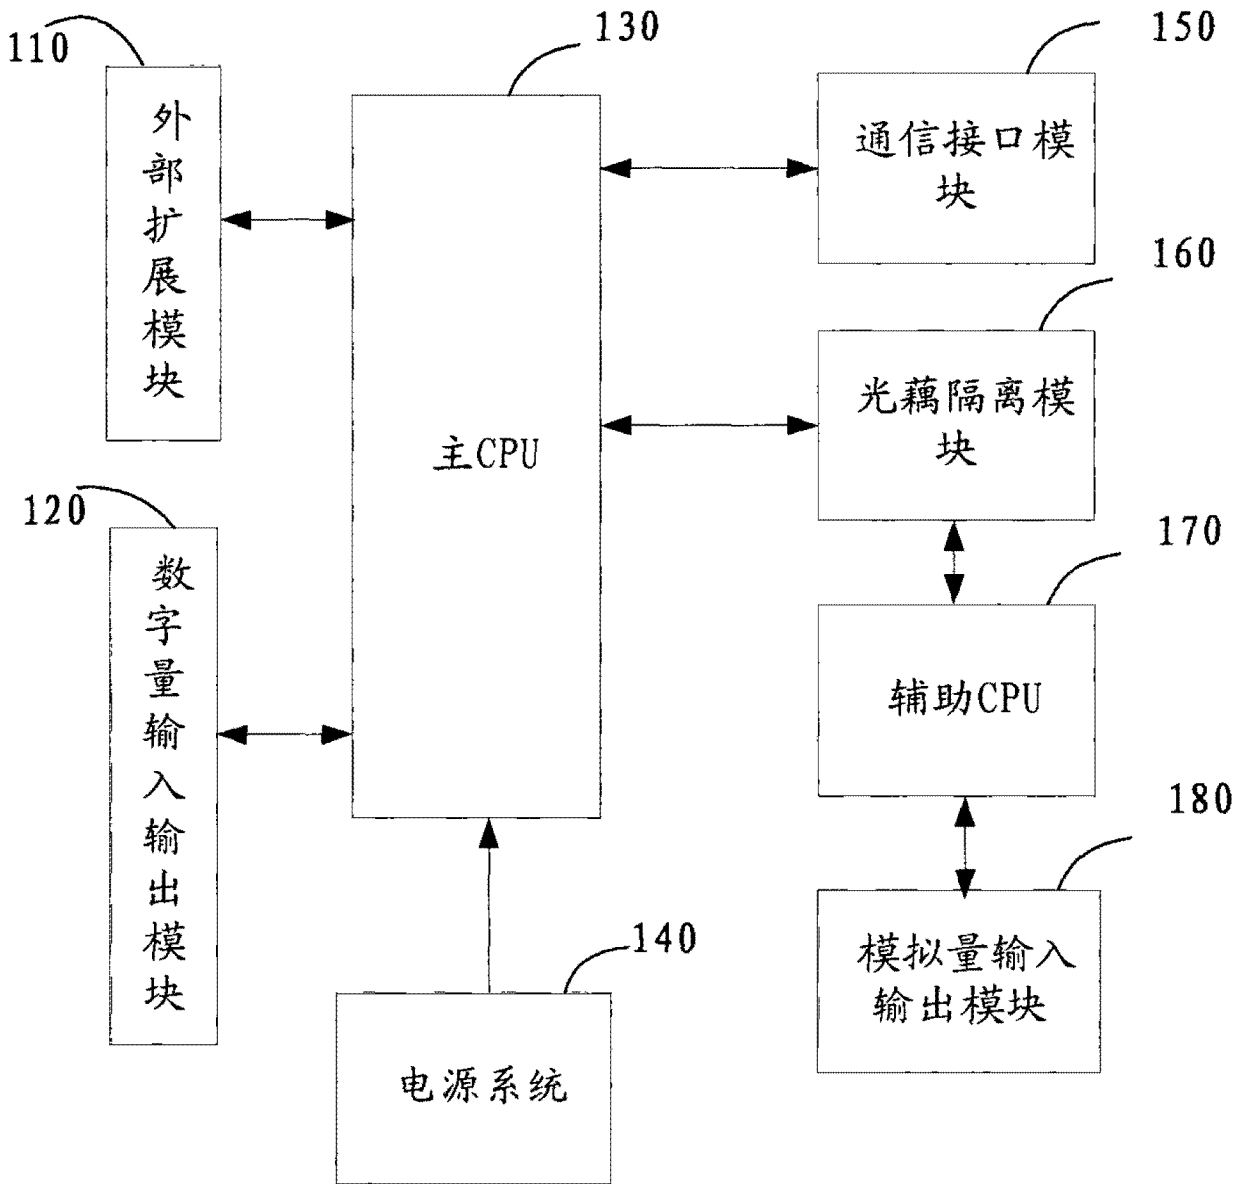 110
外部扩展模块
120
数字量输入输出模块
130
主CPU
140
电源系统
150
通信接口模
块
160
光藕隔离模
块
170
辅助CPU
180
模拟量输入
输出模块